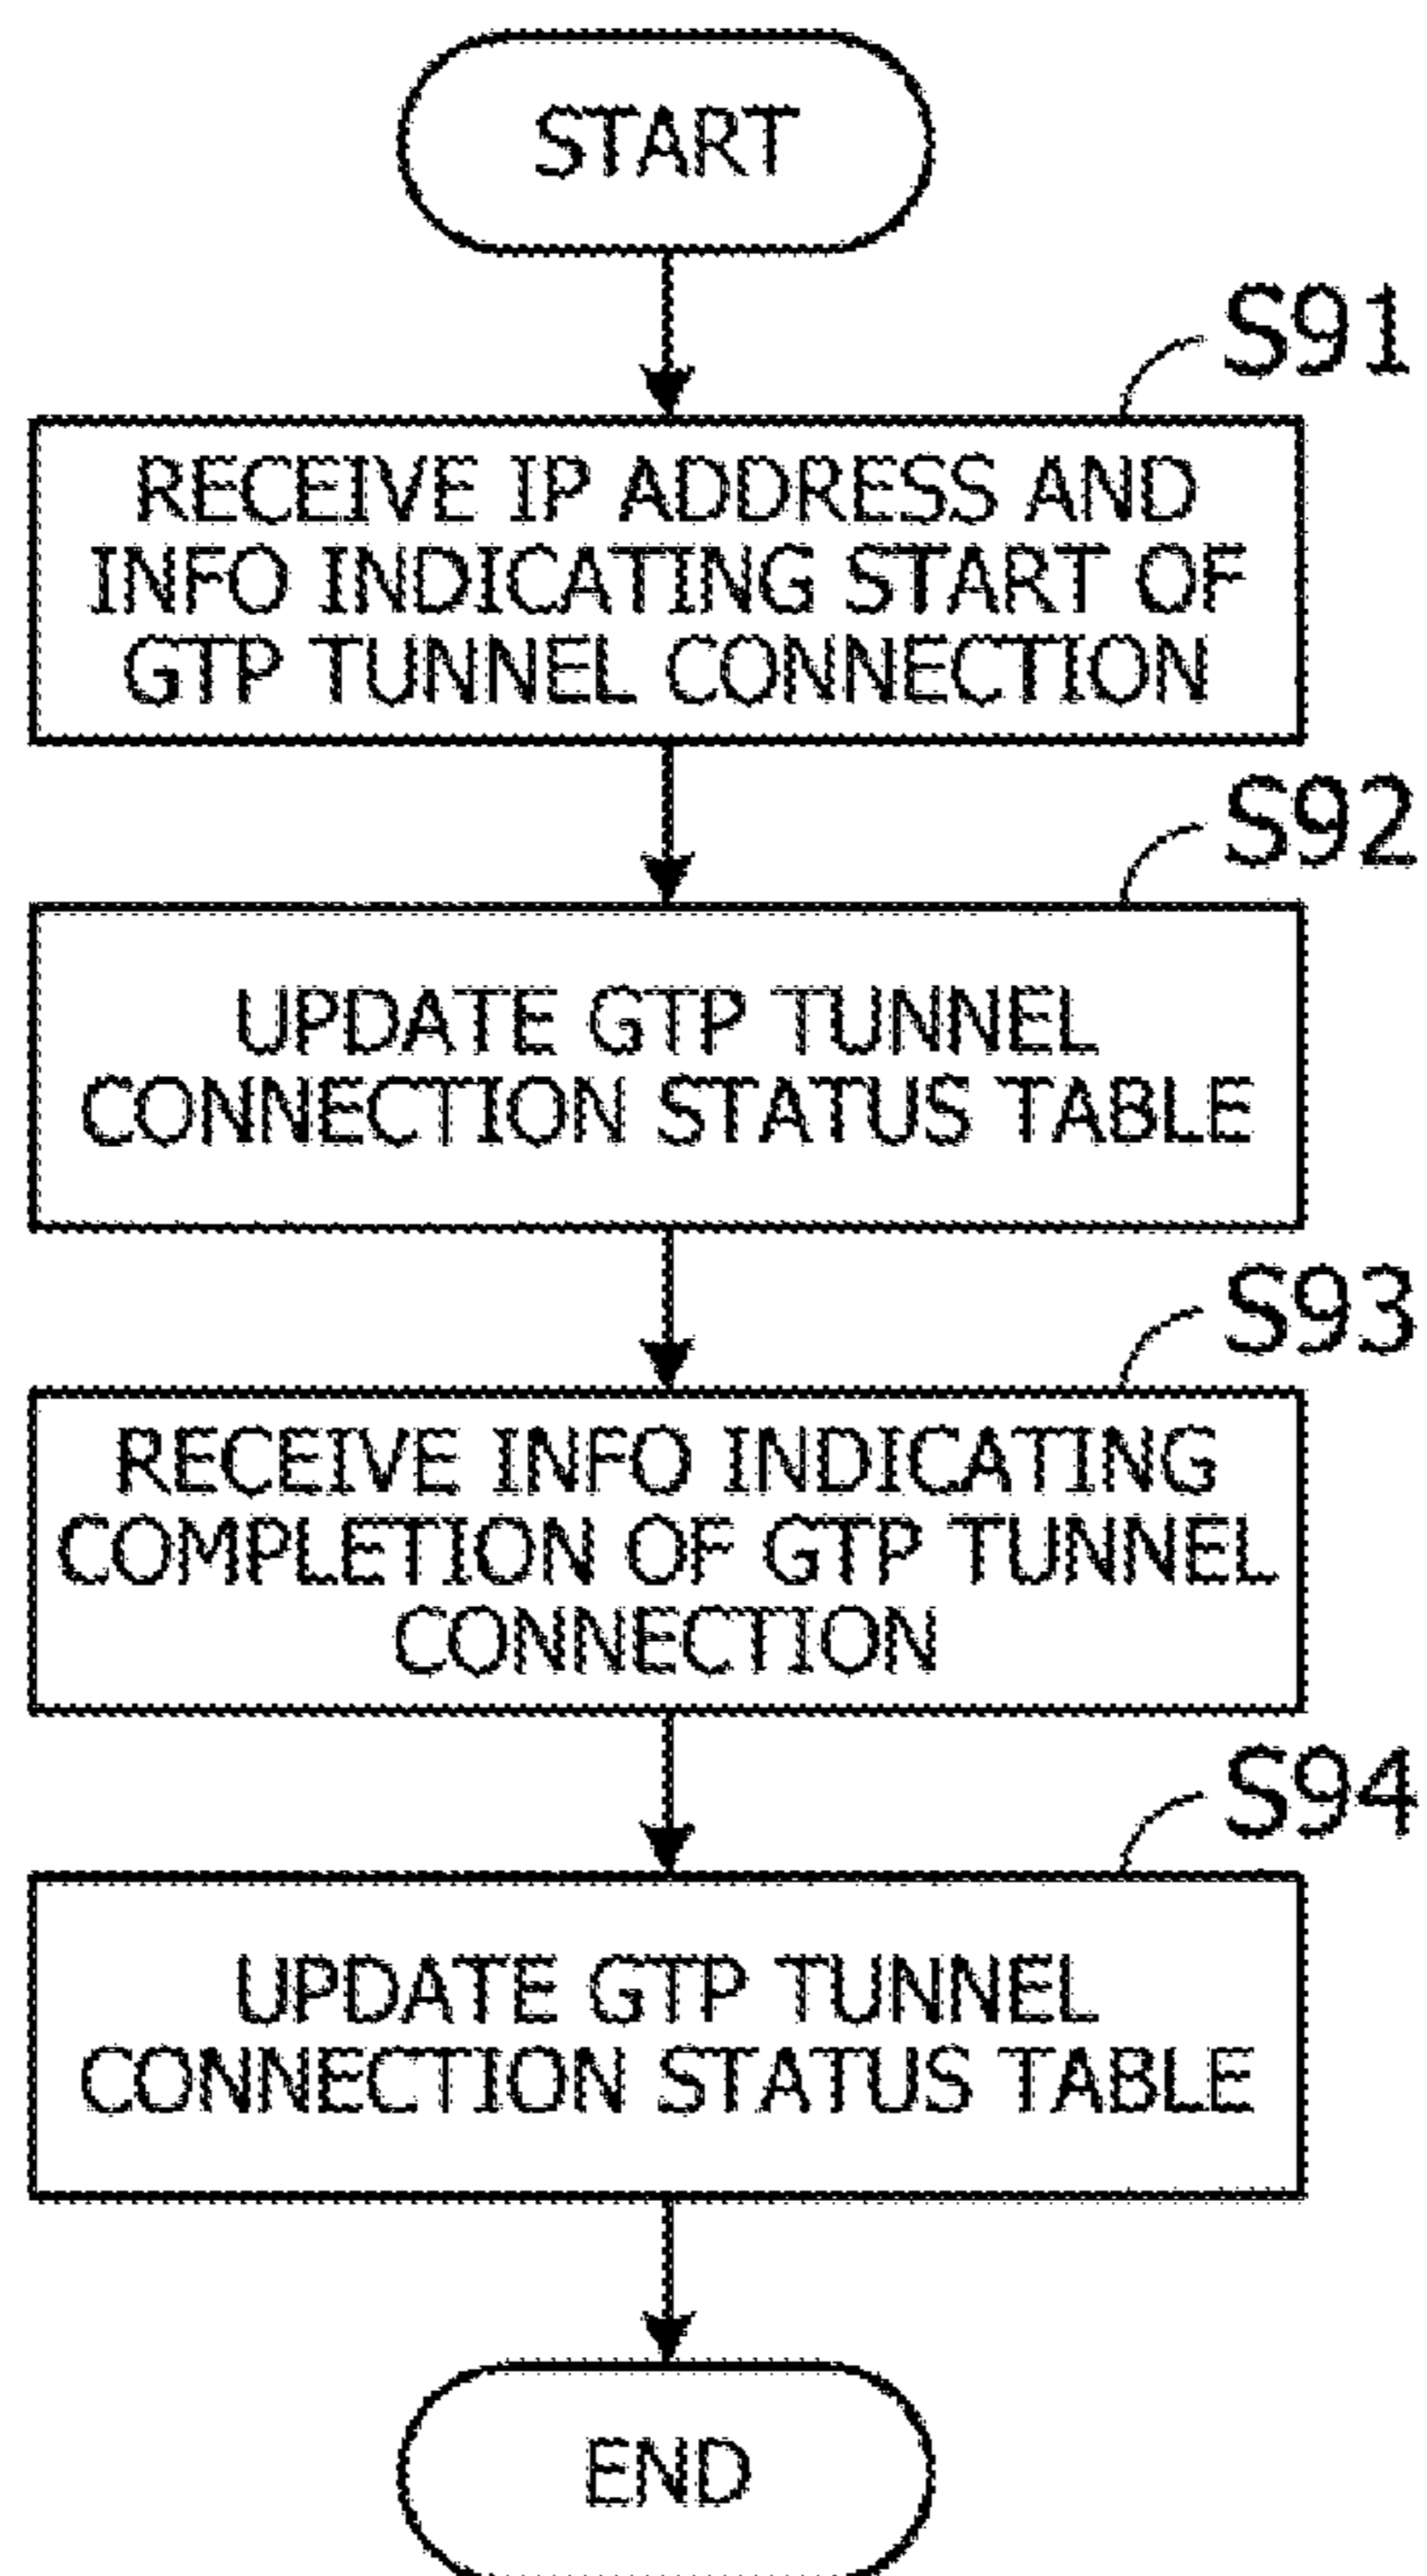 START
S91
RECEIVE IP ADDRESS AND
INFO INDICATING START OF
GTP TUNNEL CONNECTION
S92
UPDATE GTP TUNNEL
CONNECTION STATUS TABLE
S93
RECEIVE INFO INDICATING
COMPLETION OF GTP TUNNEL
CONNECTION
S94
UPDATE GTP TUNNEL
CONNECTION STATUS TABLE
END